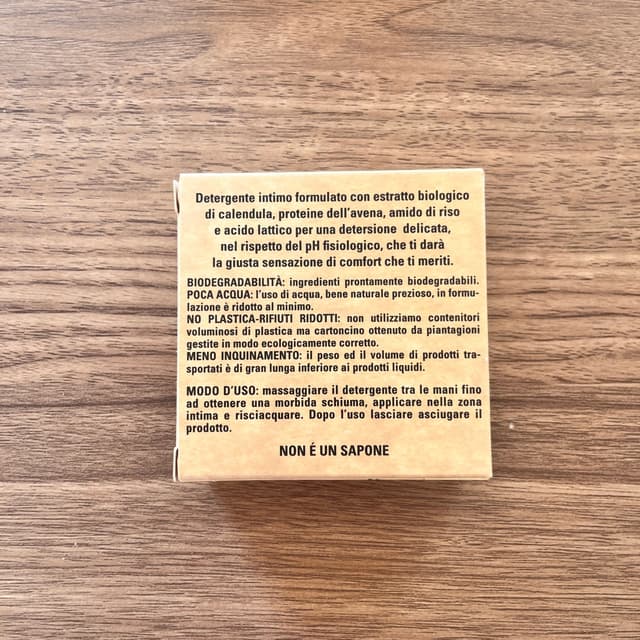 Detergente intimo formulato con estratto biologico
di calendula, proteine dell'avena, amido di riso
e acido lattico per una detersione delicata,
nel rispetto del pH fisiologico, che ti darà
la giusta sensazione di comfort che ti meriti.
BIODEGRADABILITÀ: ingredienti prontamente biodegradabili.
POCA ACQUA: l'uso di acqua, bene naturale prezioso, in formu-
lazione è ridotto al minimo.
NO PLASTICA-RIFIUTI RIDOTTI: non utilizziamo contenitori
voluminosi di plastica ma cartoncino ottenuto da piantagioni
gestite in modo ecologicamente corretto.
MENO INQUINAMENTO: il peso ed il volume di prodotti tra-
sportati è di gran lunga inferiore ai prodotti liquidi.
MODO D'USO: massaggiare il detergente tra le mani fino
ad ottenere una morbida schiuma, applicare nella zona
intima e risciacquare. Dopo l'uso lasciare asciugare il
prodotto.
NON É UN SAPONE